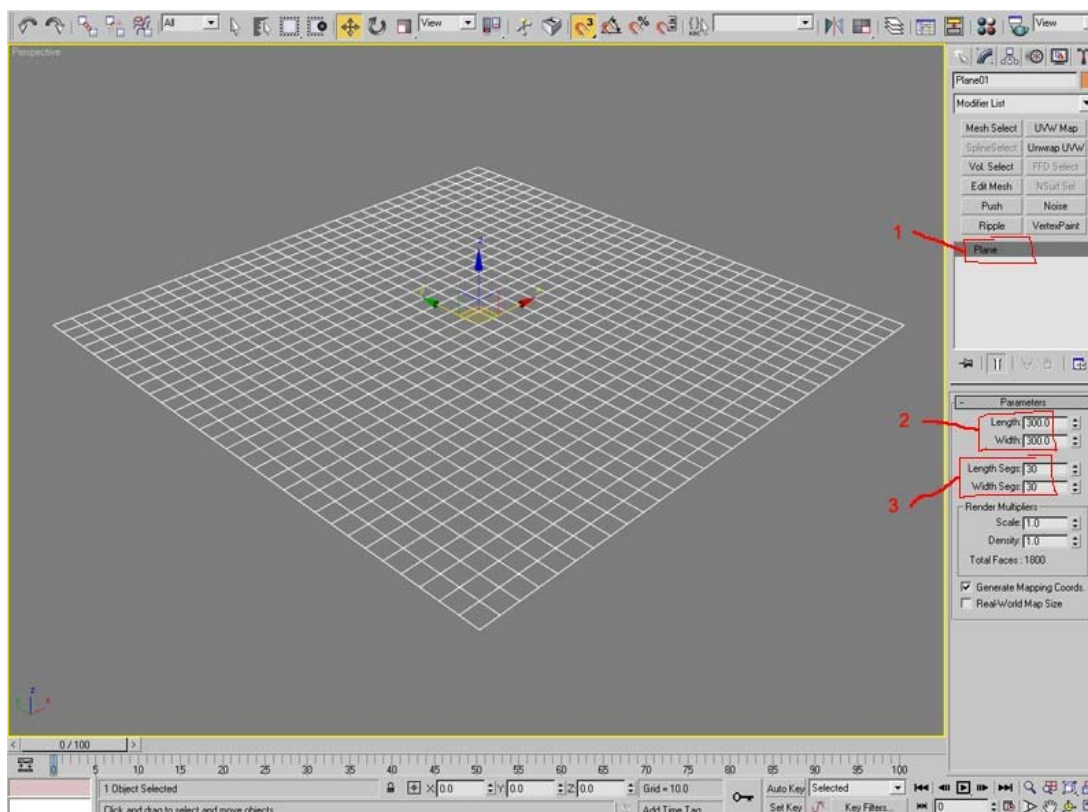 All
View
3
View
Perspective
Plane01
Modifier List
Mesh Select UVW Map
SplineSelect Unwrap UVW
Vol. Select FFD Select
Edit Mesh NSurf Sel
Push Noise
Ripple VertexPaint
1
Plane
- Parameters
2
Length: 300.0
Width: 300.0
Length Segs: 30
Width Segs: 30
3
Render Multipliers
Scale: 1.0
Density: 1.0
Total Faces : 1800
Generate Mapping Coords.
Real-World Map Size
z
x
0 / 100
0 5 10 15 20 25 30 35 40 45 50 55 60 65 70 75 80 85 90 95 100
1 Object Selected X: 0.0 Y: 0.0 Z: 0.0 Grid = 10.0 Auto Key Selected
Click and drag to select and move objects Add Time Tag Set Key Key Filters... 0